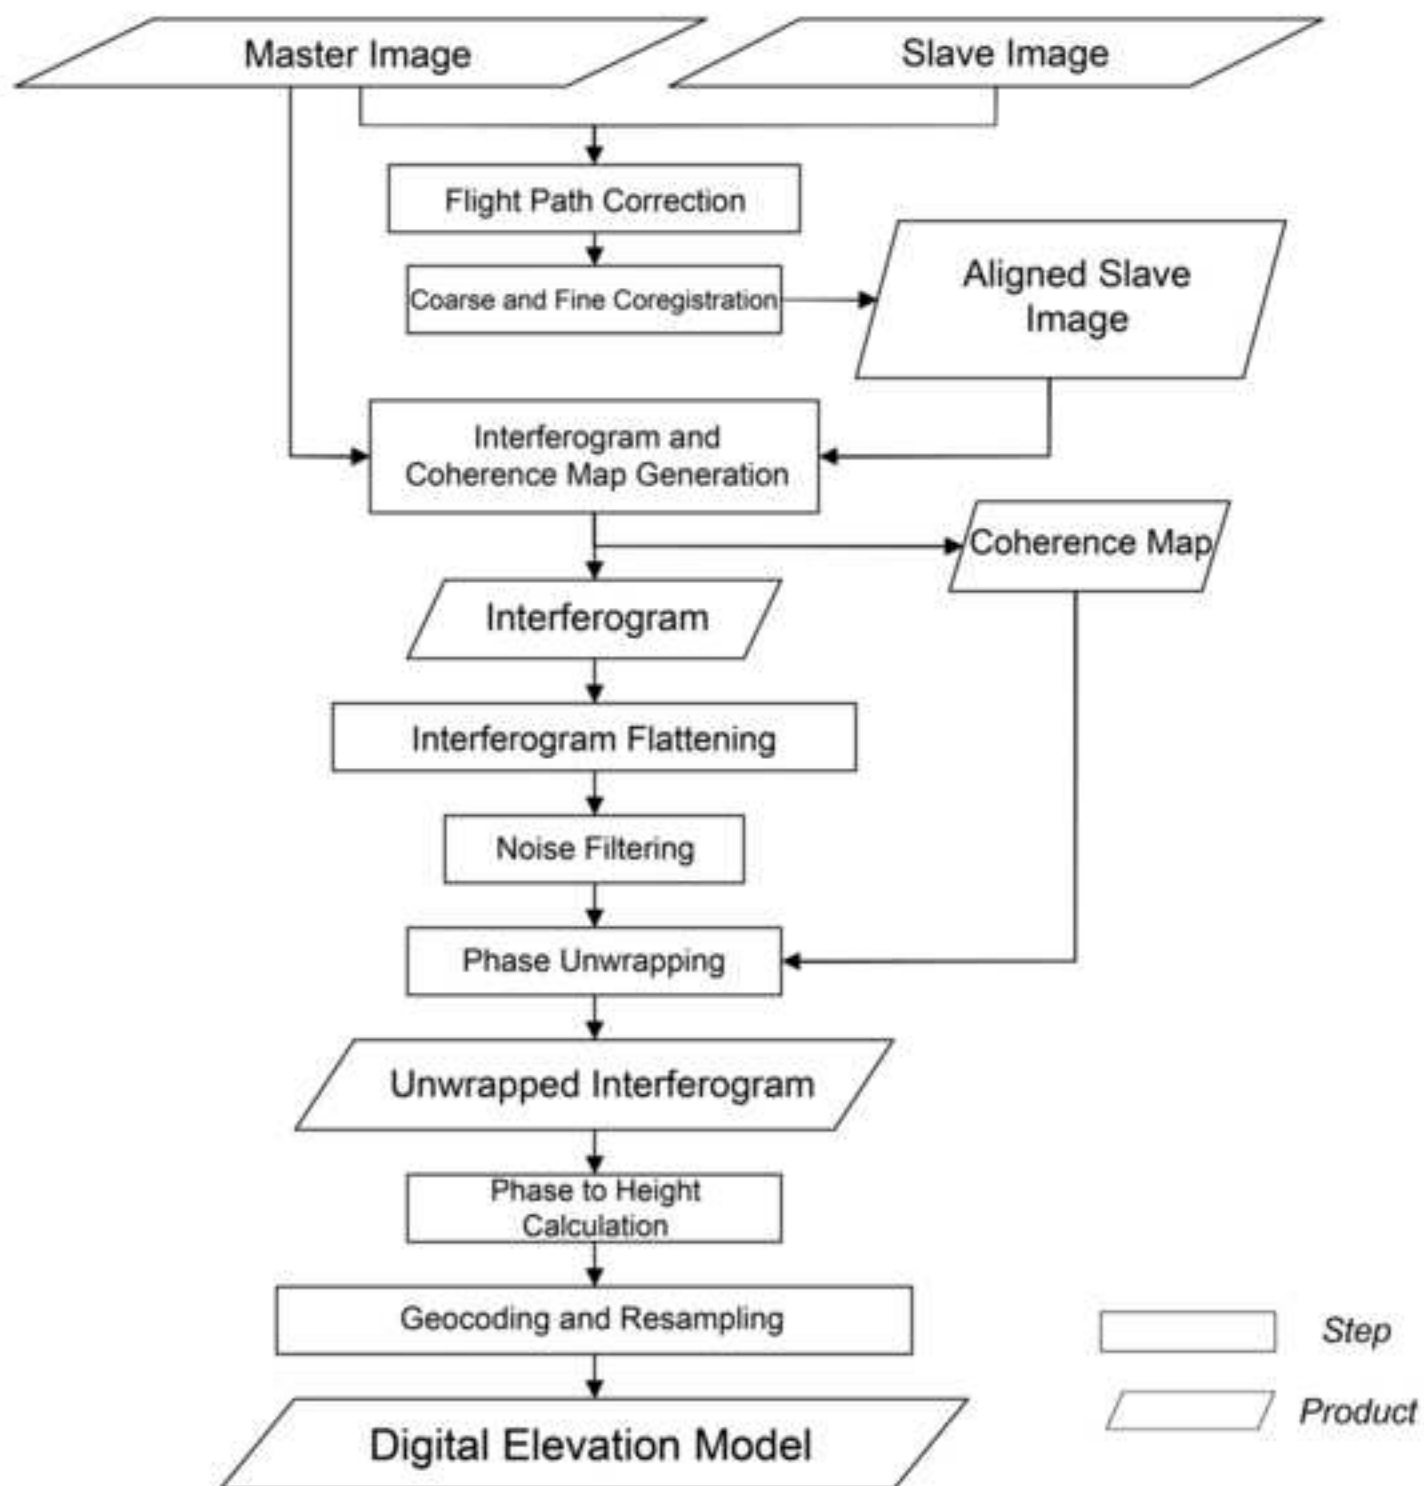 Master Image
Slave Image
Flight Path Correction
Coarse and Fine Coregistration
Aligned Slave
Image
Interferogram and
Coherence Map Generation
Coherence Map
Interferogram
Interferogram Flattening
Noise Filtering
Phase Unwrapping
Unwrapped Interferogram
Phase to Height
Calculation
Geocoding and Resampling
Step
Product
Digital Elevation Model